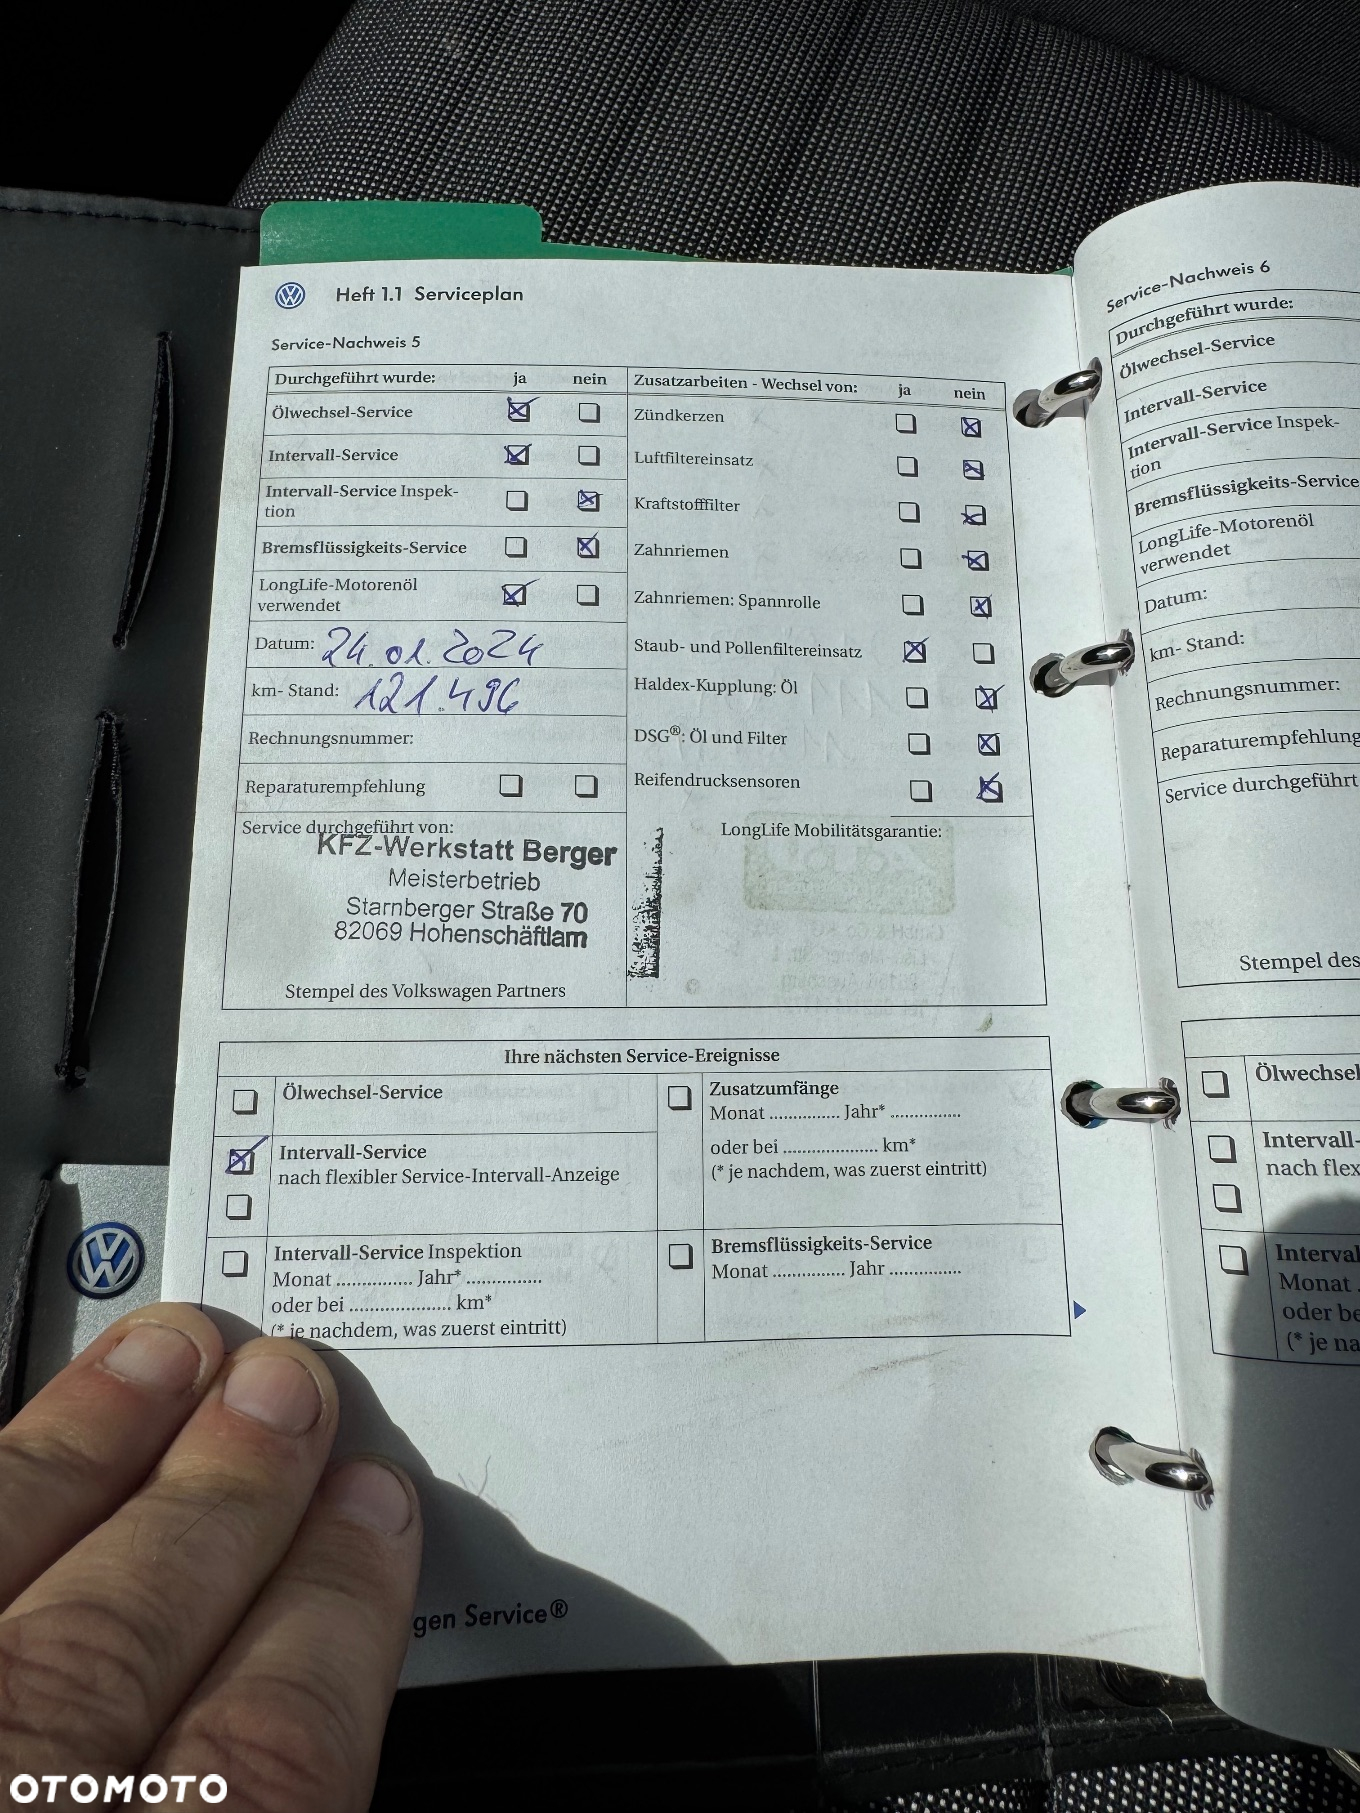 Heft 1.1 Serviceplan
Service-Nachweis 5
Durchgeführt wurde: ja nein
Ölwechsel-Service
Intervall-Service
Intervall-Service Inspek-
tion
Bremsflüssigkeits-Service
LongLife-Motorenöl
verwendet
Datum: 24.01.2024
km- Stand: 121.496
Rechnungsnummer:
Reparaturempfehlung
Service durchgeführt von:
KFZ-Werkstatt Berger
Meisterbetrieb
Starnberger Straße 70
82069 Hohenschäftlarn
Stempel des Volkswagen Partners
Zusatzarbeiten - Wechsel von: ja nein
Zündkerzen
Luftfiltereinsatz
Kraftstofffilter
Zahnriemen
Zahnriemen: Spannrolle
Staub- und Pollenfiltereinsatz
Haldex-Kupplung: Öl
DSG®: Öl und Filter
Reifendrucksensoren
LongLife Mobilitätsgarantie:
Ihre nächsten Service-Ereignisse
Ölwechsel-Service
Intervall-Service
nach flexibler Service-Intervall-Anzeige
Intervall-Service Inspektion
Monat ............... Jahr* ...............
oder bei .................... km*
(* je nachdem, was zuerst eintritt)
Zusatzumfänge
Monat .............. Jahr* ..............
oder bei .................... km*
(* je nachdem, was zuerst eintritt)
Bremsflüssigkeits-Service
Monat ............... Jahr ...............
gen Service®
Service-Nachweis 6
Durchgeführt wurde:
Ölwechsel-Service
Intervall-Service
Intervall-Service Inspek-
tion
Bremsflüssigkeits-Service
LongLife-Motorenöl
verwendet
Datum:
km- Stand:
Rechnungsnummer:
Reparaturempfehlung
Service durchgeführt
Stempel des
Ölwechsel
Intervall-
nach flex
Interval
Monat .
oder be
(* je na
OTOMOTO